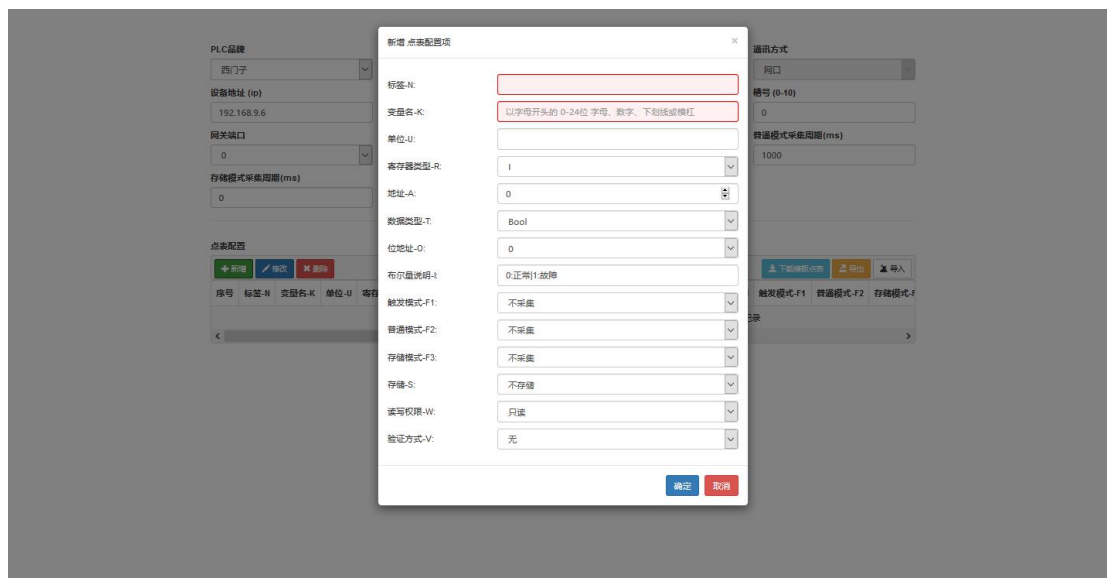 新增 点表配置项
×
标签-N:
变量名-K: 以字母开头的 0-24位 字母、数字、下划线或横杠
单位-U:
寄存器类型-R: I
地址-A: 0
数据类型-T: Bool
位地址-O: 0
布尔量说明-I: 0:正常|1:故障
触发模式-F1: 不采集
普通模式-F2: 不采集
存储模式-F3: 不采集
存储-S: 不存储
读写权限-W: 只读
验证方式-V: 无
确定 取消
PLC品牌
西门子
设备地址 (ip)
192.168.9.6
网关端口
0
存储模式采集周期(ms)
0
通讯方式
网口
槽号 (0-10)
0
普通模式采集周期(ms)
1000
点表配置
新增 修改 删除 下载模板点表 导出 导入
序号 标签-N 变量名-K 单位-U 寄存 触发模式-F1 普通模式-F2 存储模式-F
记录